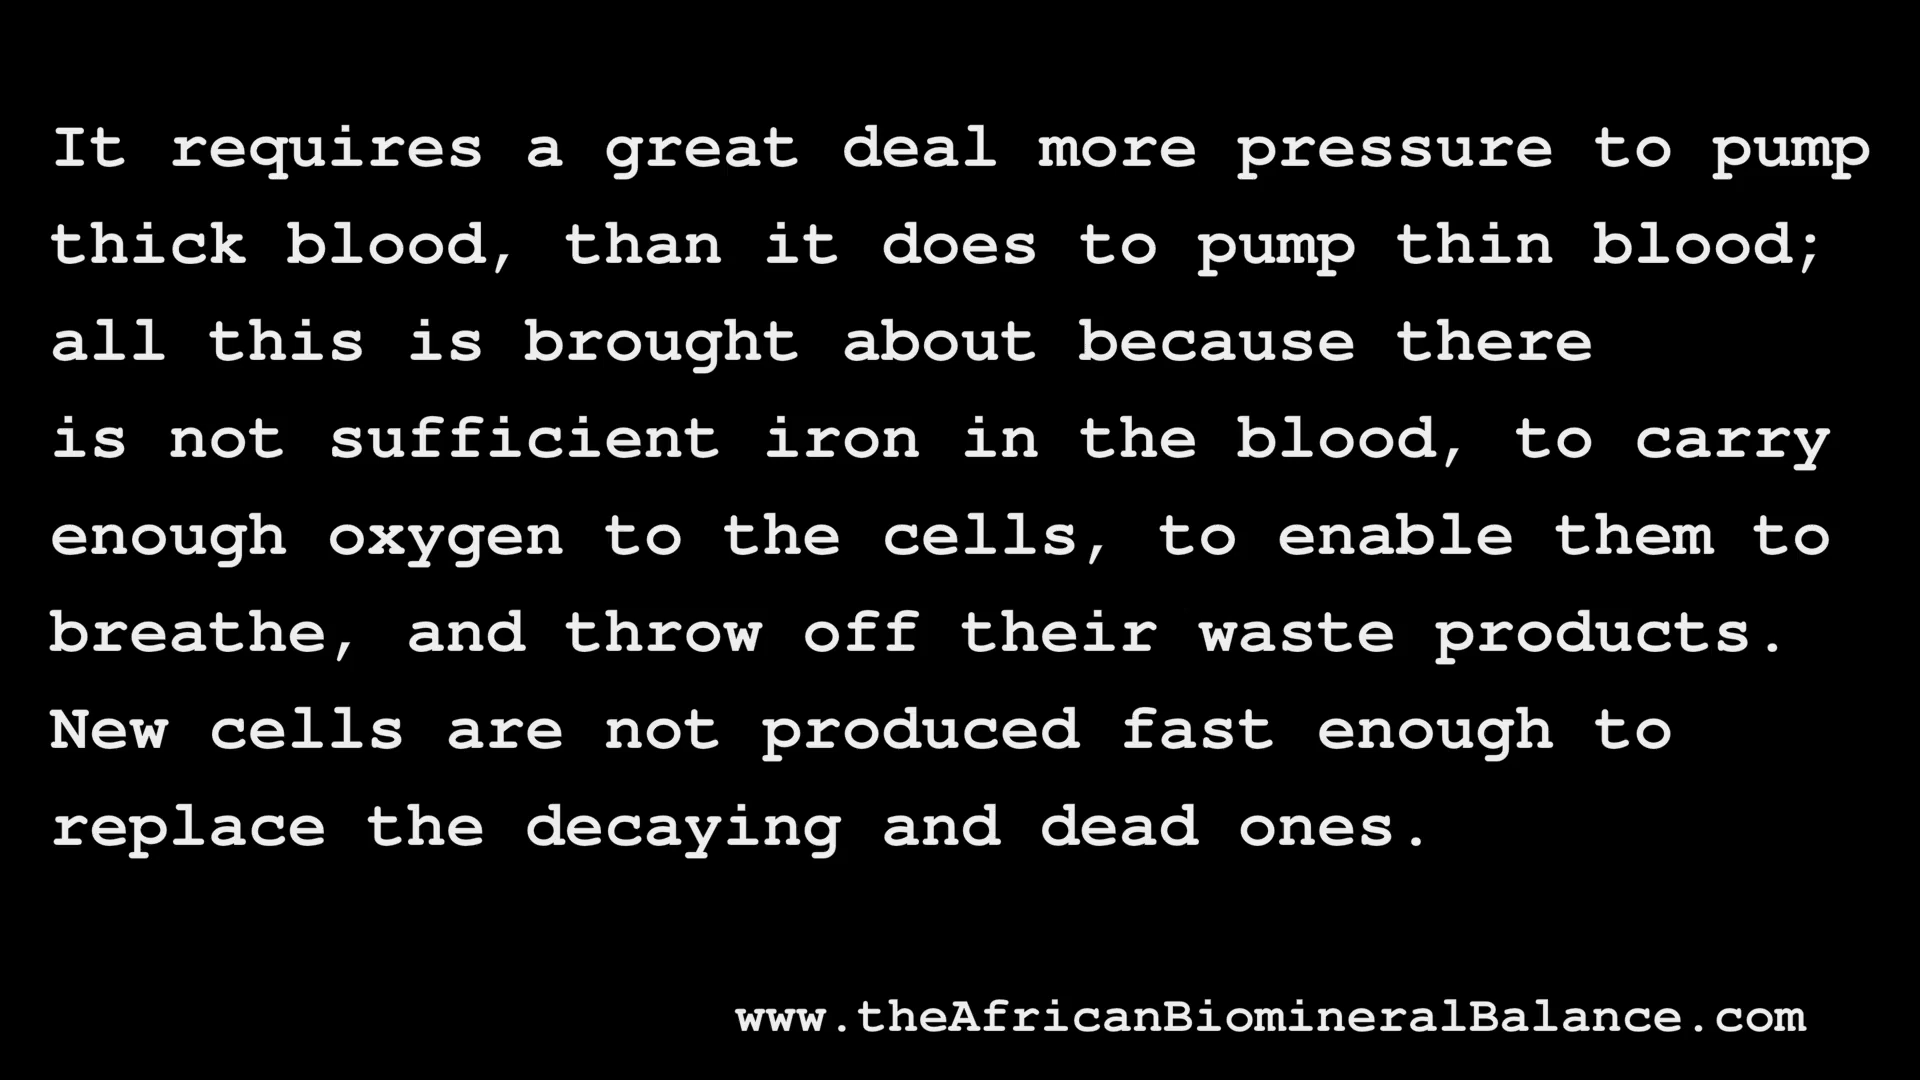 It requires a great deal more pressure to pump
thick blood, than it does to pump thin blood;
all this is brought about because there
is not sufficient iron in the blood, to carry
enough oxygen to the cells, to enable them to
breathe, and throw off their waste products.
New cells are not produced fast enough to
replace the decaying and dead ones.
www.theAfricanBiomineralBalance.com